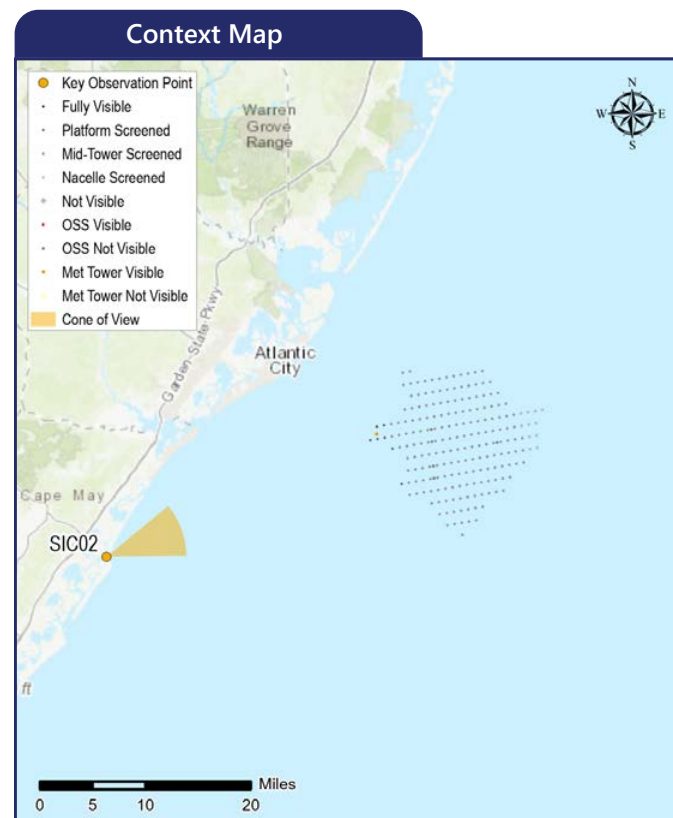 Context Map
Key Observation Point
Fully Visible
Platform Screened
Mid-Tower Screened
Nacelle Screened
Not Visible
OSS Visible
OSS Not Visible
Met Tower Visible
Met Tower Not Visible
Cone of View
Warren
Grove
Range
N
W
E
S
Garden-State-Pkwy
Atlantic
City
Cape May
SIC02
ft
Miles
0
5
10
20